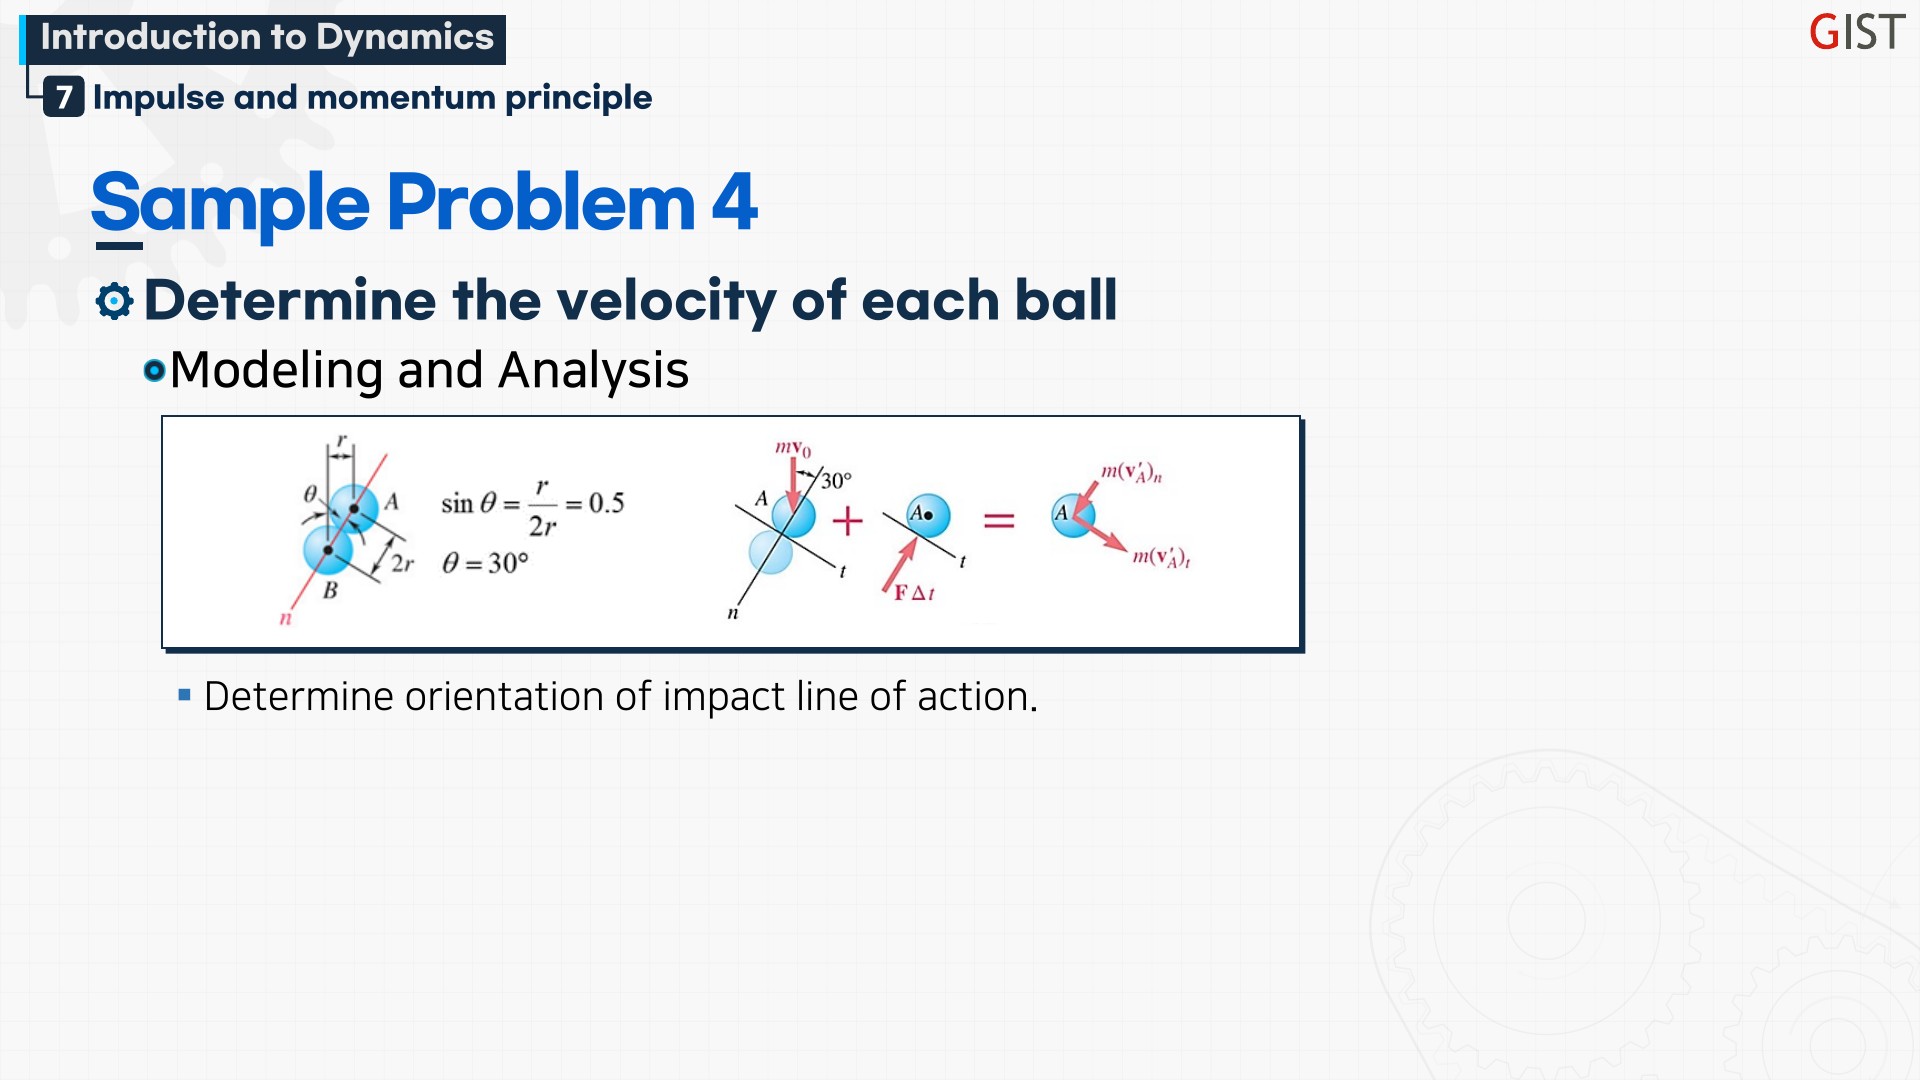 Introduction to Dynamics
GIST
7 Impulse and momentum principle
Sample Problem 4
Determine the velocity of each ball
Modeling and Analysis
r
θ
A
2r
B
n
sin θ = r/2r = 0.5
θ = 30°
mv₀
30°
A
t
n
+
A
t
F Δt
=
A
m(v′A)n
m(v′A)t
Determine orientation of impact line of action.